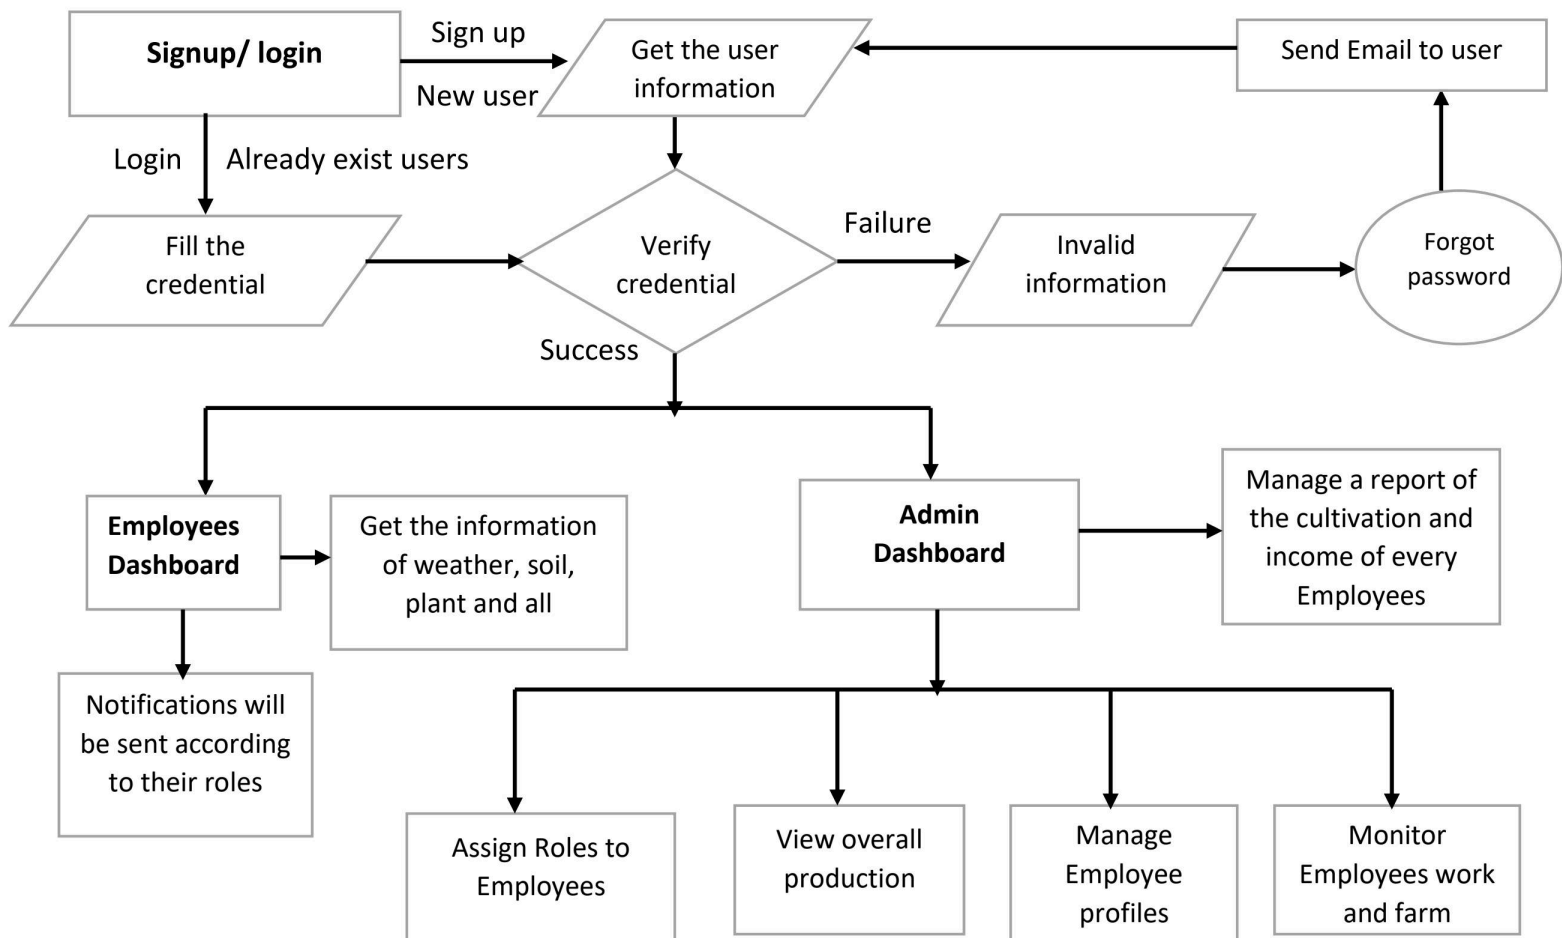 Signup/ login
Sign up
New user
Get the user
information
Send Email to user
Login
Already exist users
Fill the
credential
Verify
credential
Failure
Invalid
information
Forgot
password
Success
Employees
Dashboard
Get the information
of weather, soil,
plant and all
Admin
Dashboard
Manage a report of
the cultivation and
income of every
Employees
Notifications will
be sent according
to their roles
Assign Roles to
Employees
View overall
production
Manage
Employee
profiles
Monitor
Employees work
and farm